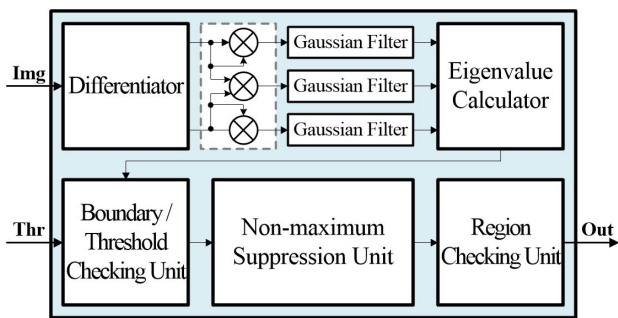 Img
Differentiator
Gaussian Filter
Gaussian Filter
Gaussian Filter
Eigenvalue
Calculator
Thr
Boundary /
Threshold
Checking Unit
Non-maximum
Suppression Unit
Region
Checking Unit
Out